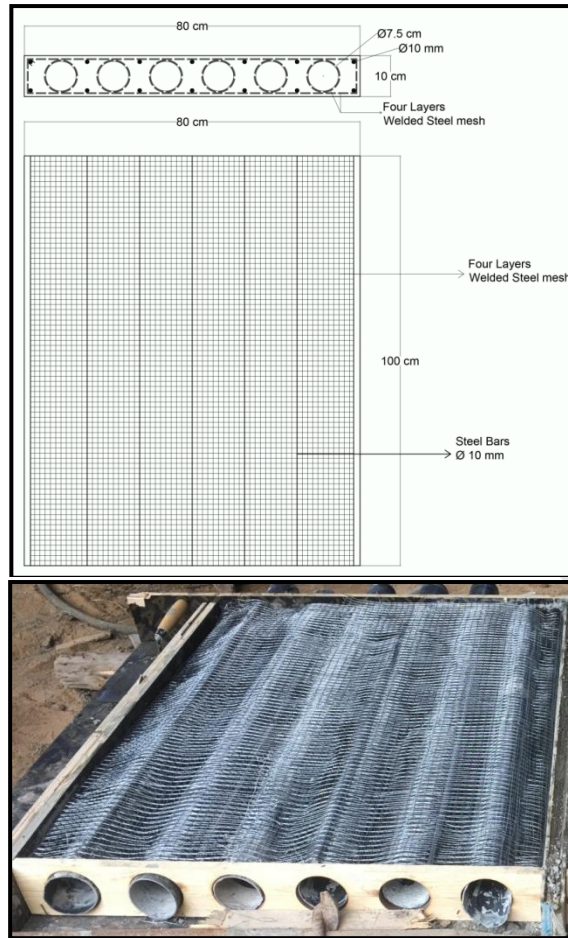 80 cm
Ø7.5 cm
Ø10 mm
10 cm
Four Layers
Welded Steel mesh
80 cm
Four Layers
Welded Steel mesh
100 cm
Steel Bars
Ø 10 mm